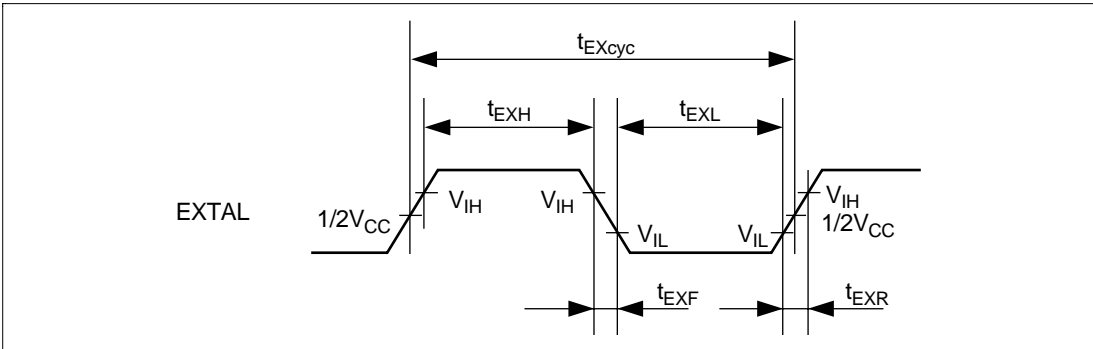 tEXcyc
tEXH tEXL
EXTAL
1/2VCC VIH VIH VIL VIL VIH
1/2VCC
tEXF tEXR